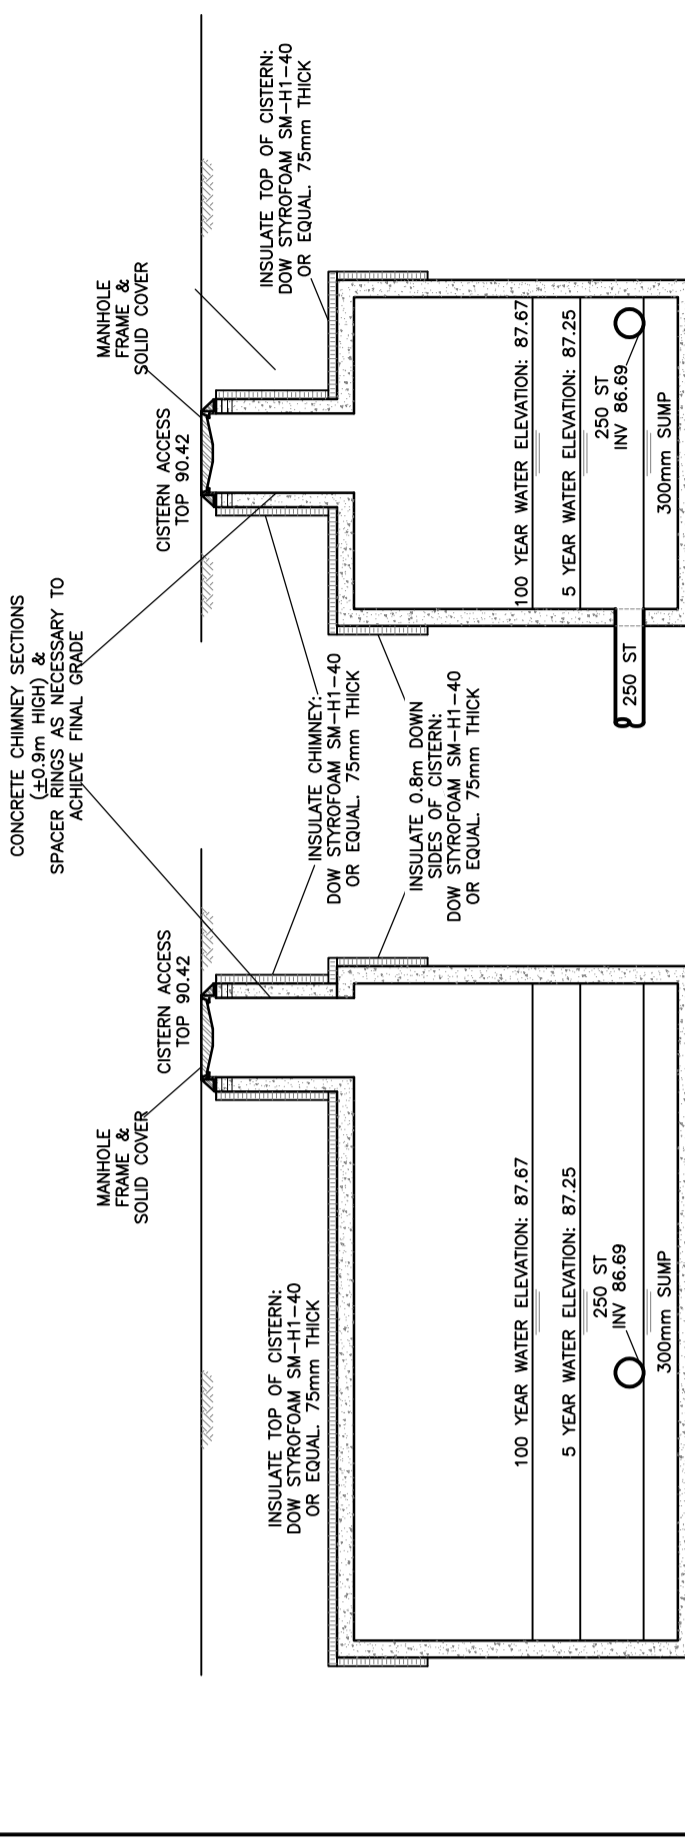 CONCRETE CHIMNEY SECTIONS
(±0.9m HIGH) &
SPACER RINGS AS NECESSARY TO
ACHIEVE FINAL GRADE
MANHOLE
FRAME &
SOLID COVER
CISTERN ACCESS
TOP 90.42
INSULATE TOP OF CISTERN:
DOW STYROFOAM SM-H1-40
OR EQUAL. 75mm THICK
INSULATE CHIMNEY:
DOW STYROFOAM SM-H1-40
OR EQUAL. 75mm THICK
INSULATE 0.8m DOWN
SIDES OF CISTERN:
DOW STYROFOAM SM-H1-40
OR EQUAL. 75mm THICK
100 YEAR WATER ELEVATION: 87.67
5 YEAR WATER ELEVATION: 87.25
250 ST
INV 86.69
300mm SUMP
CISTERN ACCESS
TOP 90.42
MANHOLE
FRAME &
SOLID COVER
INSULATE TOP OF CISTERN:
DOW STYROFOAM SM-H1-40
OR EQUAL. 75mm THICK
100 YEAR WATER ELEVATION: 87.67
5 YEAR WATER ELEVATION: 87.25
250 ST
INV 86.69
300mm SUMP
250 ST